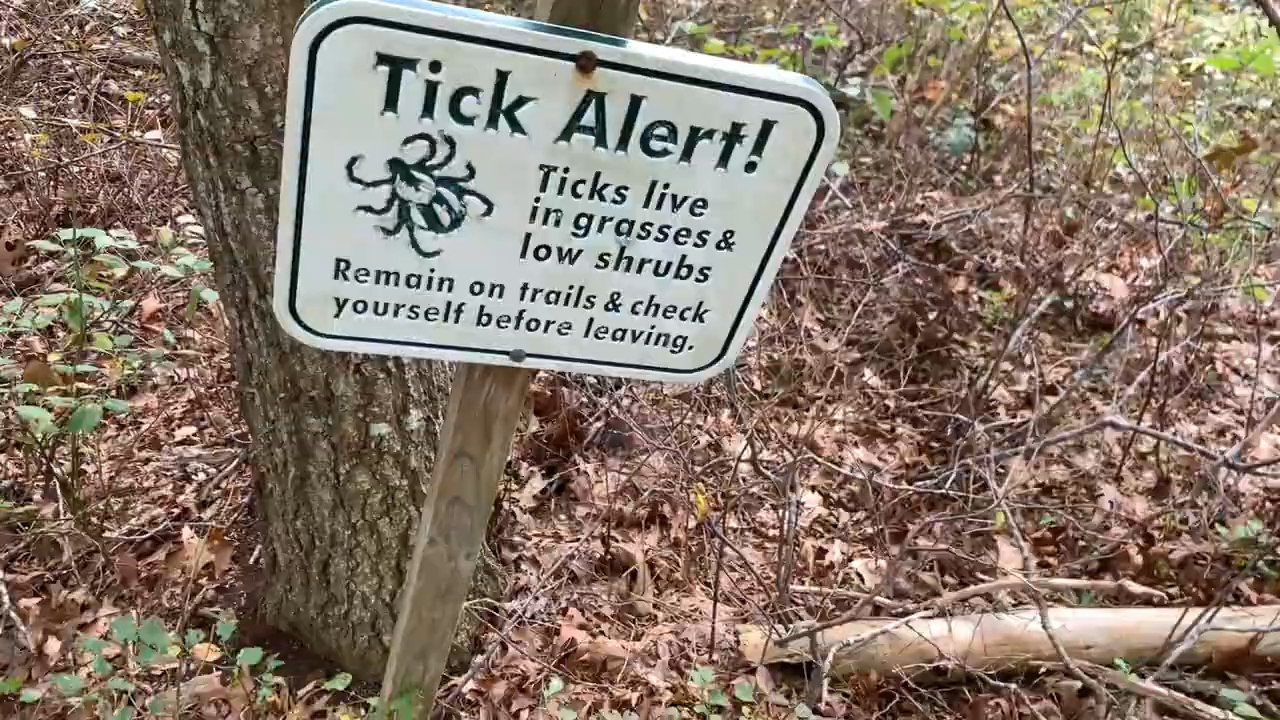 Tick Alert!
Ticks live
in grasses &
low shrubs
Remain on trails & check
yourself before leaving.